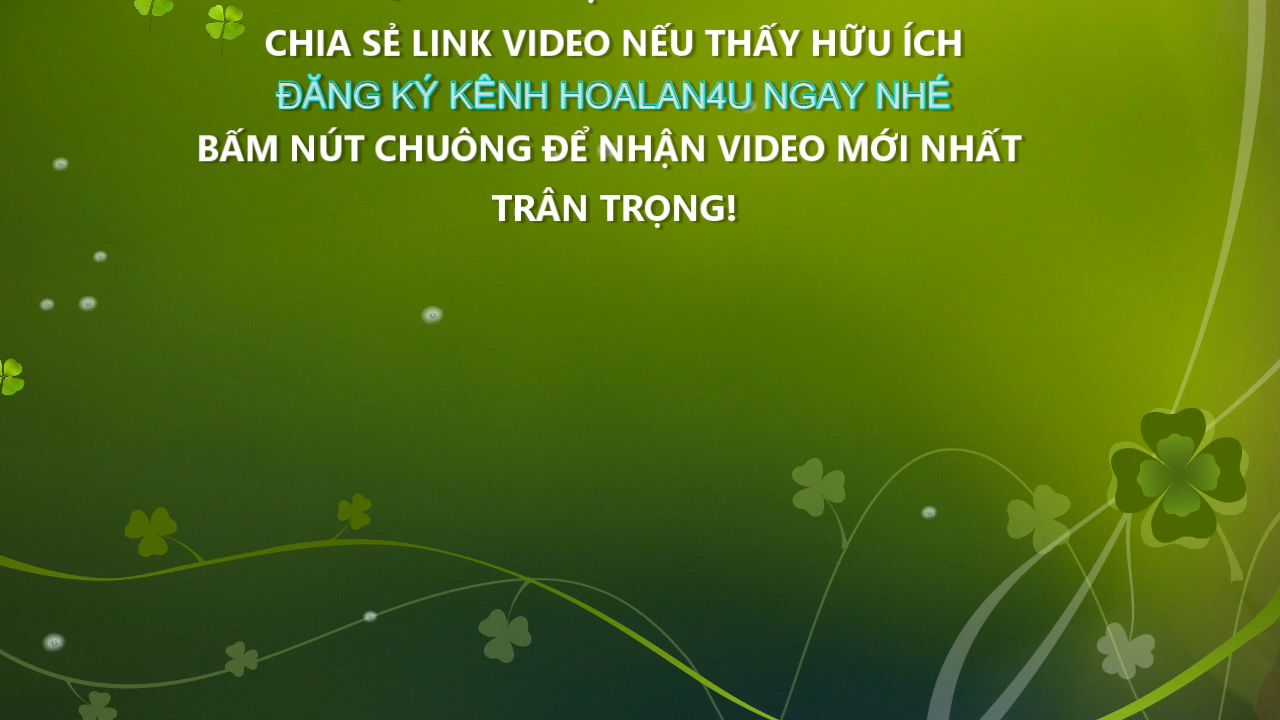 CHIA SẺ LINK VIDEO NẾU THẤY HỮU ÍCH
ĐĂNG KÝ KÊNH HOALAN4U NGAY NHÉ
BẤM NÚT CHUÔNG ĐỂ NHẬN VIDEO MỚI NHẤT
TRÂN TRỌNG!